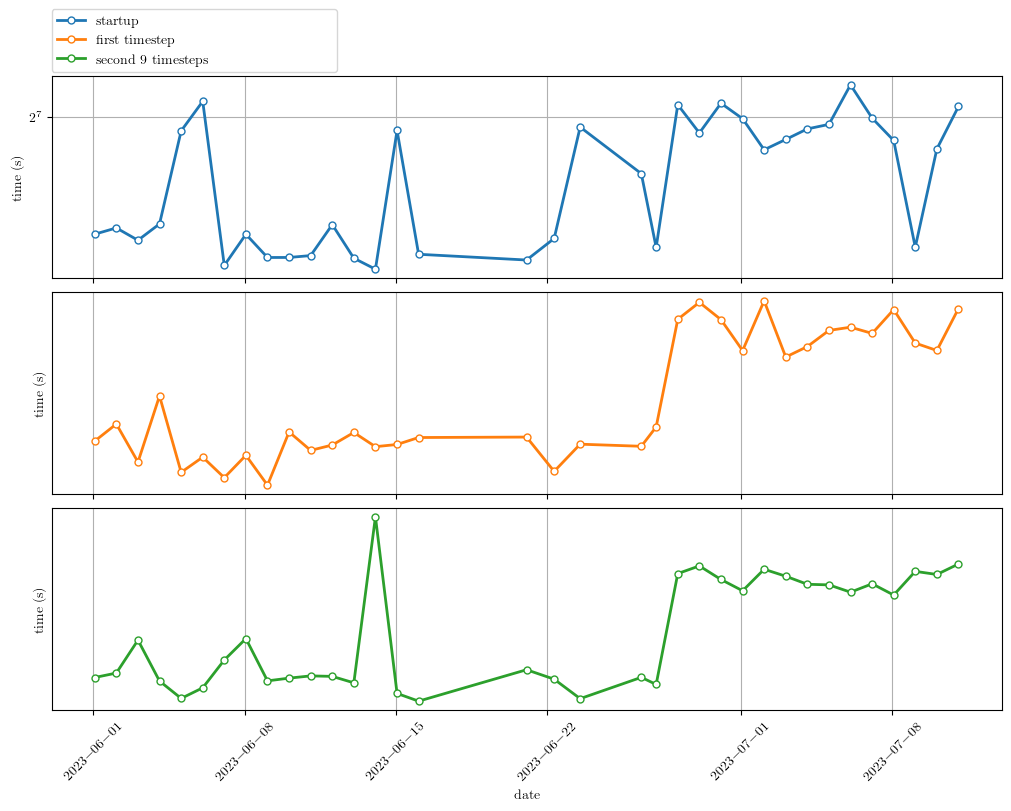 startup
first timestep
second 9 timesteps
2^7
time (s)
time (s)
time (s)
2023−06−01
2023−06−08
2023−06−15
2023−06−22
2023−07−01
2023−07−08
date